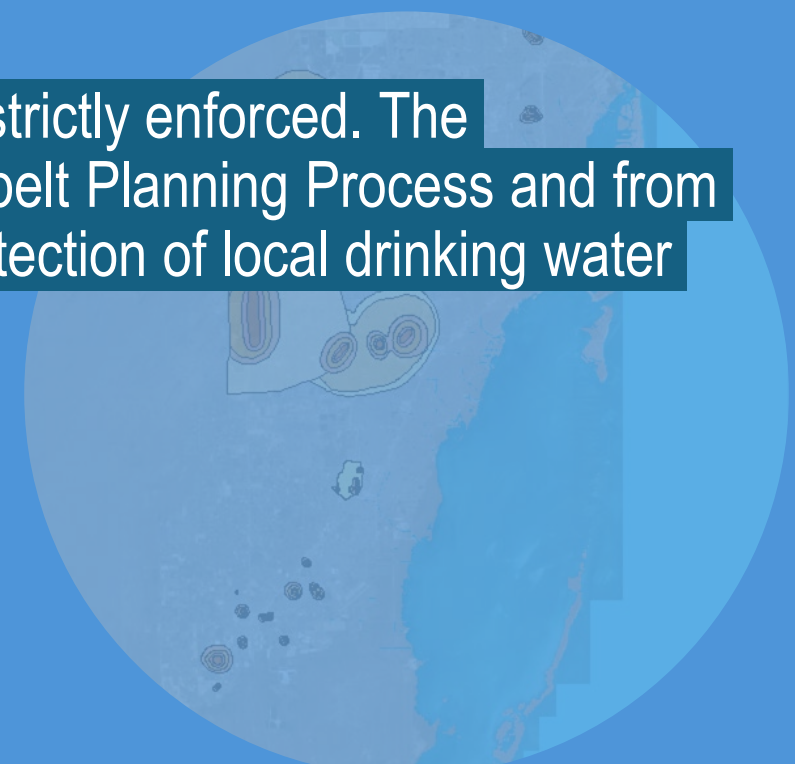 strictly enforced. The
belt Planning Process and from
tection of local drinking water